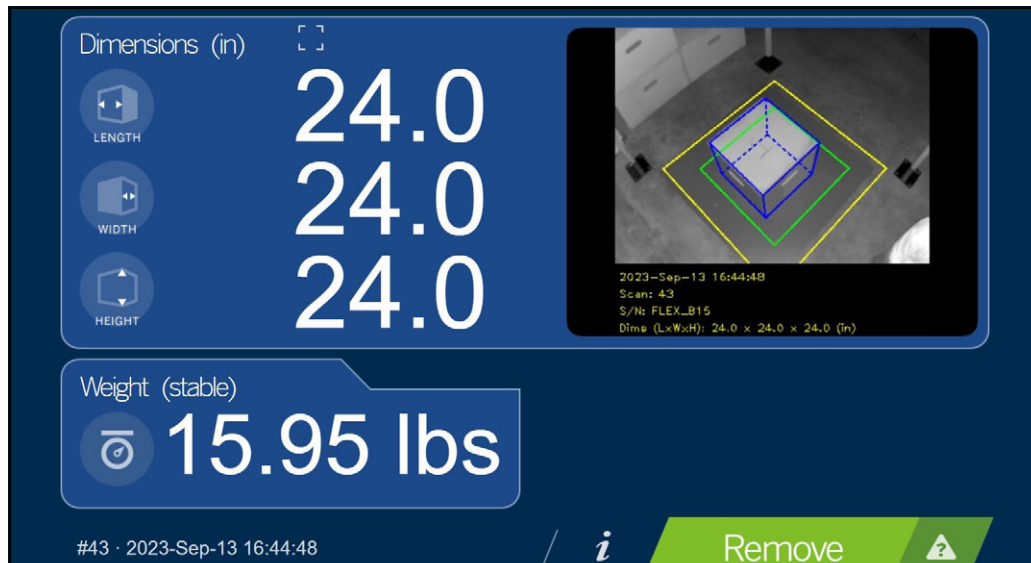 Dimensions (in)
LENGTH
24.0
WIDTH
24.0
HEIGHT
24.0
2023-Sep-13 16:44:48
Scan: 43
S/N: FLEX_B15
Dims (LxWxH): 24.0 x 24.0 x 24.0 (in)
Weight (stable)
15.95 lbs
#43 · 2023-Sep-13 16:44:48
i
Remove
?